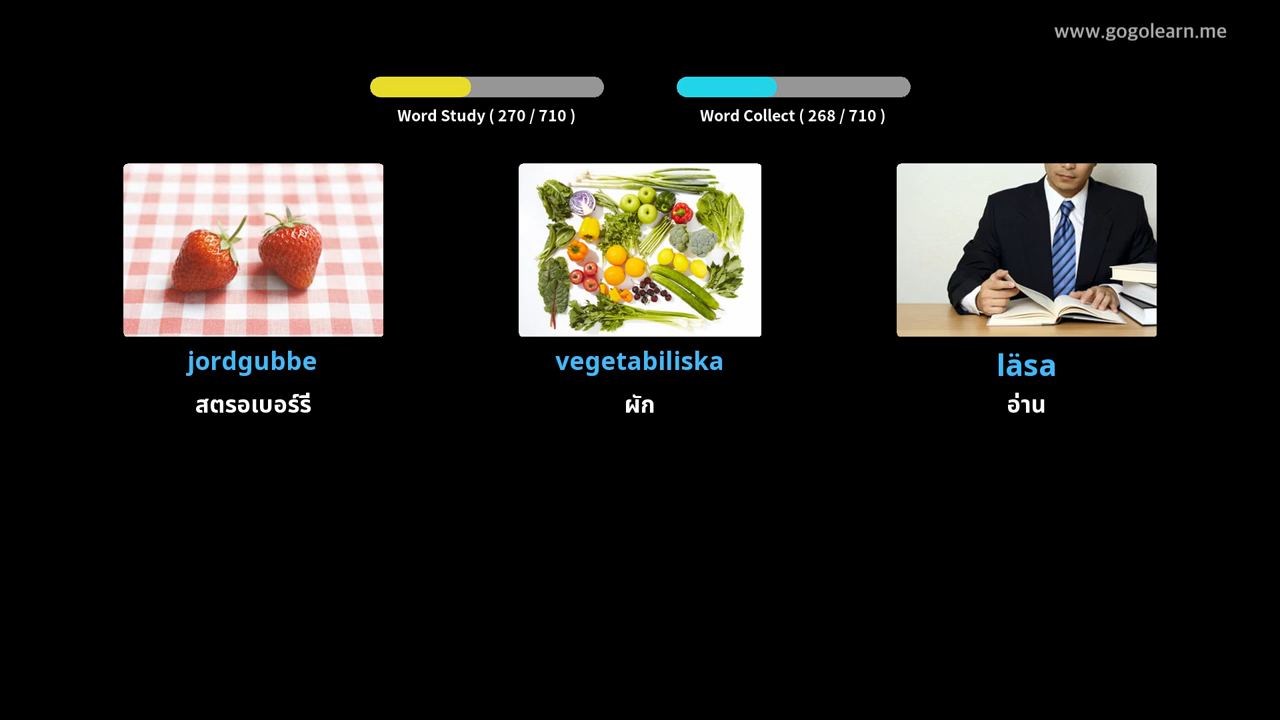 www.gogolearn.me
Word Study ( 270 / 710 )
Word Collect ( 268 / 710 )
jordgubbe
สตรอเบอร์รี่
vegetabiliska
ผัก
läsa
อ่าน